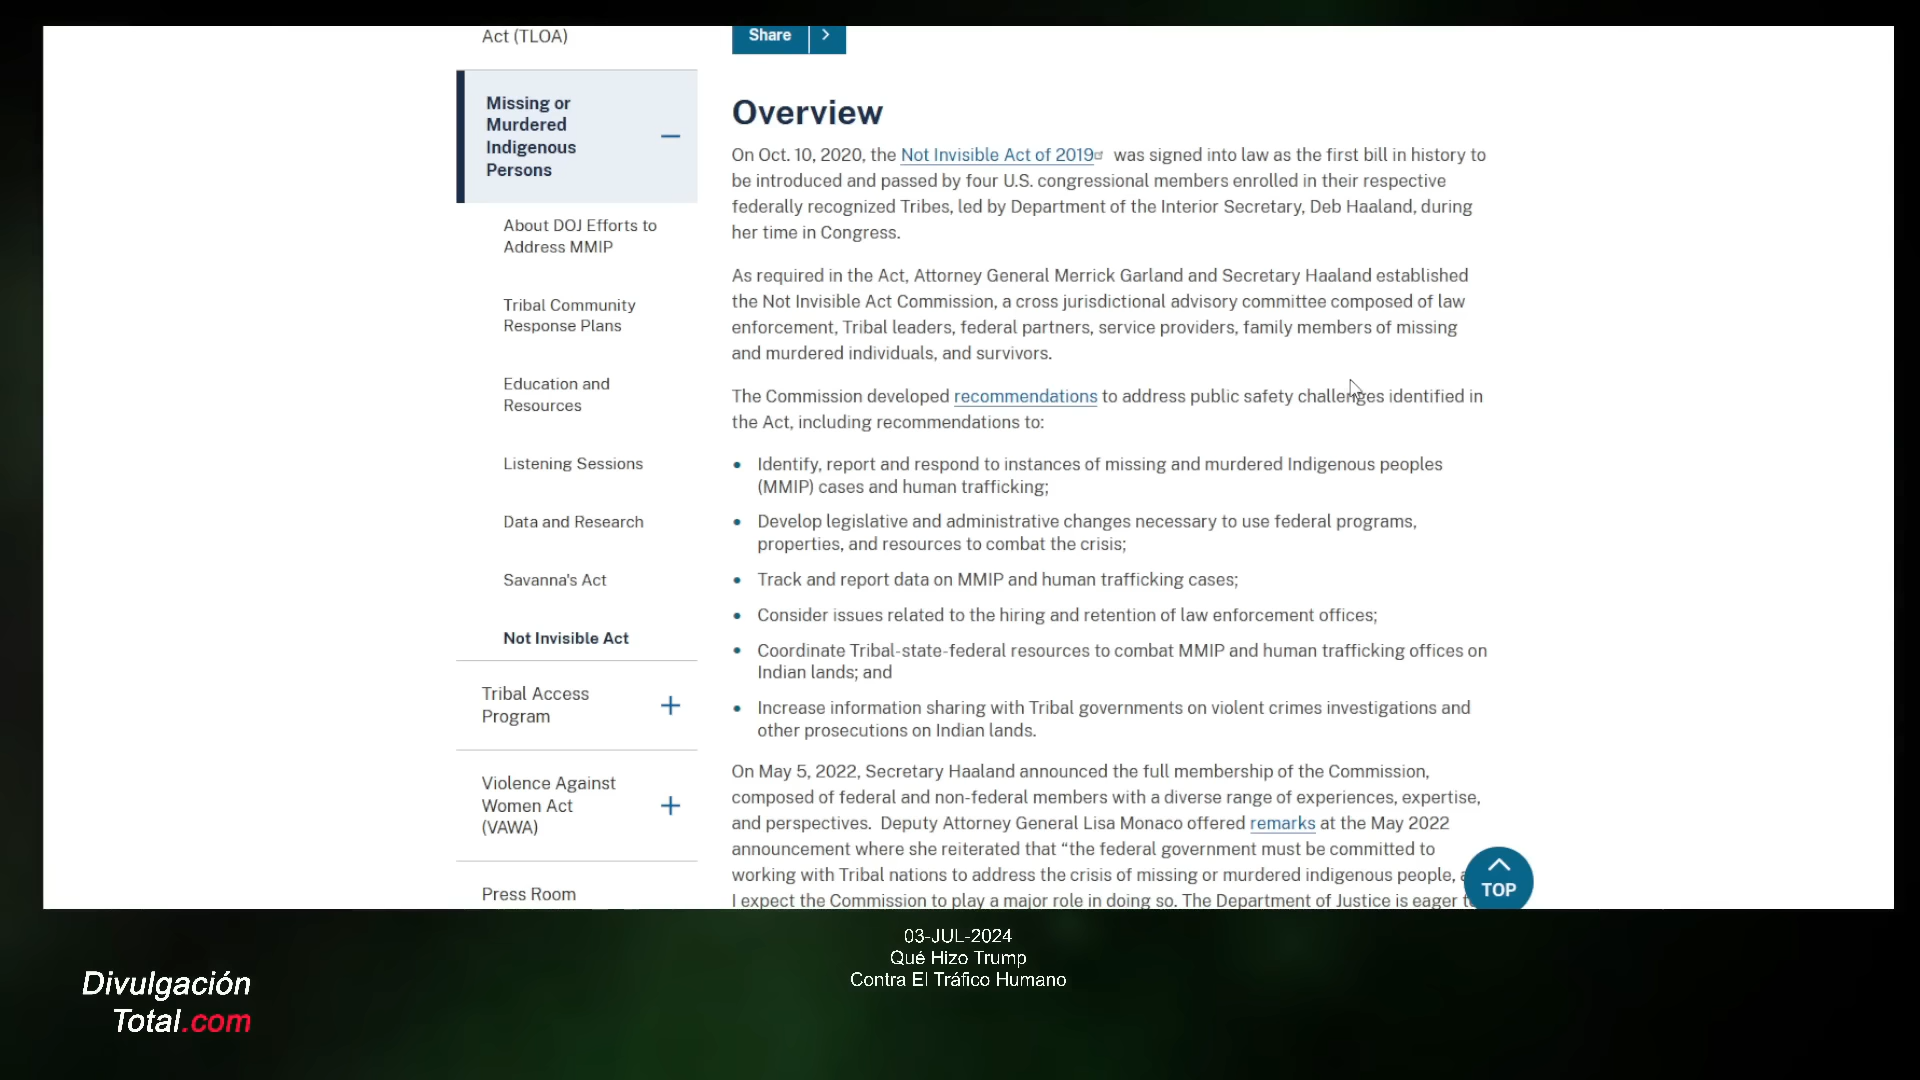 Act (TLOA)
Missing or
Murdered
Indigenous
Persons
About DOJ Efforts to
Address MMIP
Tribal Community
Response Plans
Education and
Resources
Listening Sessions
Data and Research
Savanna's Act
Not Invisible Act
Tribal Access
Program
Violence Against
Women Act
(VAWA)
Press Room
Share
Overview
On Oct. 10, 2020, the Not Invisible Act of 2019 was signed into law as the first bill in history to
be introduced and passed by four U.S. congressional members enrolled in their respective
federally recognized Tribes, led by Department of the Interior Secretary, Deb Haaland, during
her time in Congress.
As required in the Act, Attorney General Merrick Garland and Secretary Haaland established
the Not Invisible Act Commission, a cross jurisdictional advisory committee composed of law
enforcement, Tribal leaders, federal partners, service providers, family members of missing
and murdered individuals, and survivors.
The Commission developed recommendations to address public safety challenges identified in
the Act, including recommendations to:
• Identify, report and respond to instances of missing and murdered Indigenous peoples
(MMIP) cases and human trafficking;
• Develop legislative and administrative changes necessary to use federal programs,
properties, and resources to combat the crisis;
• Track and report data on MMIP and human trafficking cases;
• Consider issues related to the hiring and retention of law enforcement offices;
• Coordinate Tribal-state-federal resources to combat MMIP and human trafficking offices on
Indian lands; and
• Increase information sharing with Tribal governments on violent crimes investigations and
other prosecutions on Indian lands.
On May 5, 2022, Secretary Haaland announced the full membership of the Commission,
composed of federal and non-federal members with a diverse range of experiences, expertise,
and perspectives. Deputy Attorney General Lisa Monaco offered remarks at the May 2022
announcement where she reiterated that “the federal government must be committed to
working with Tribal nations to address the crisis of missing or murdered indigenous people,
I expect the Commission to play a major role in doing so. The Department of Justice is eager
TOP
03-JUL-2024
Qué Hizo Trump
Contra El Tráfico Humano
Divulgación
Total.com